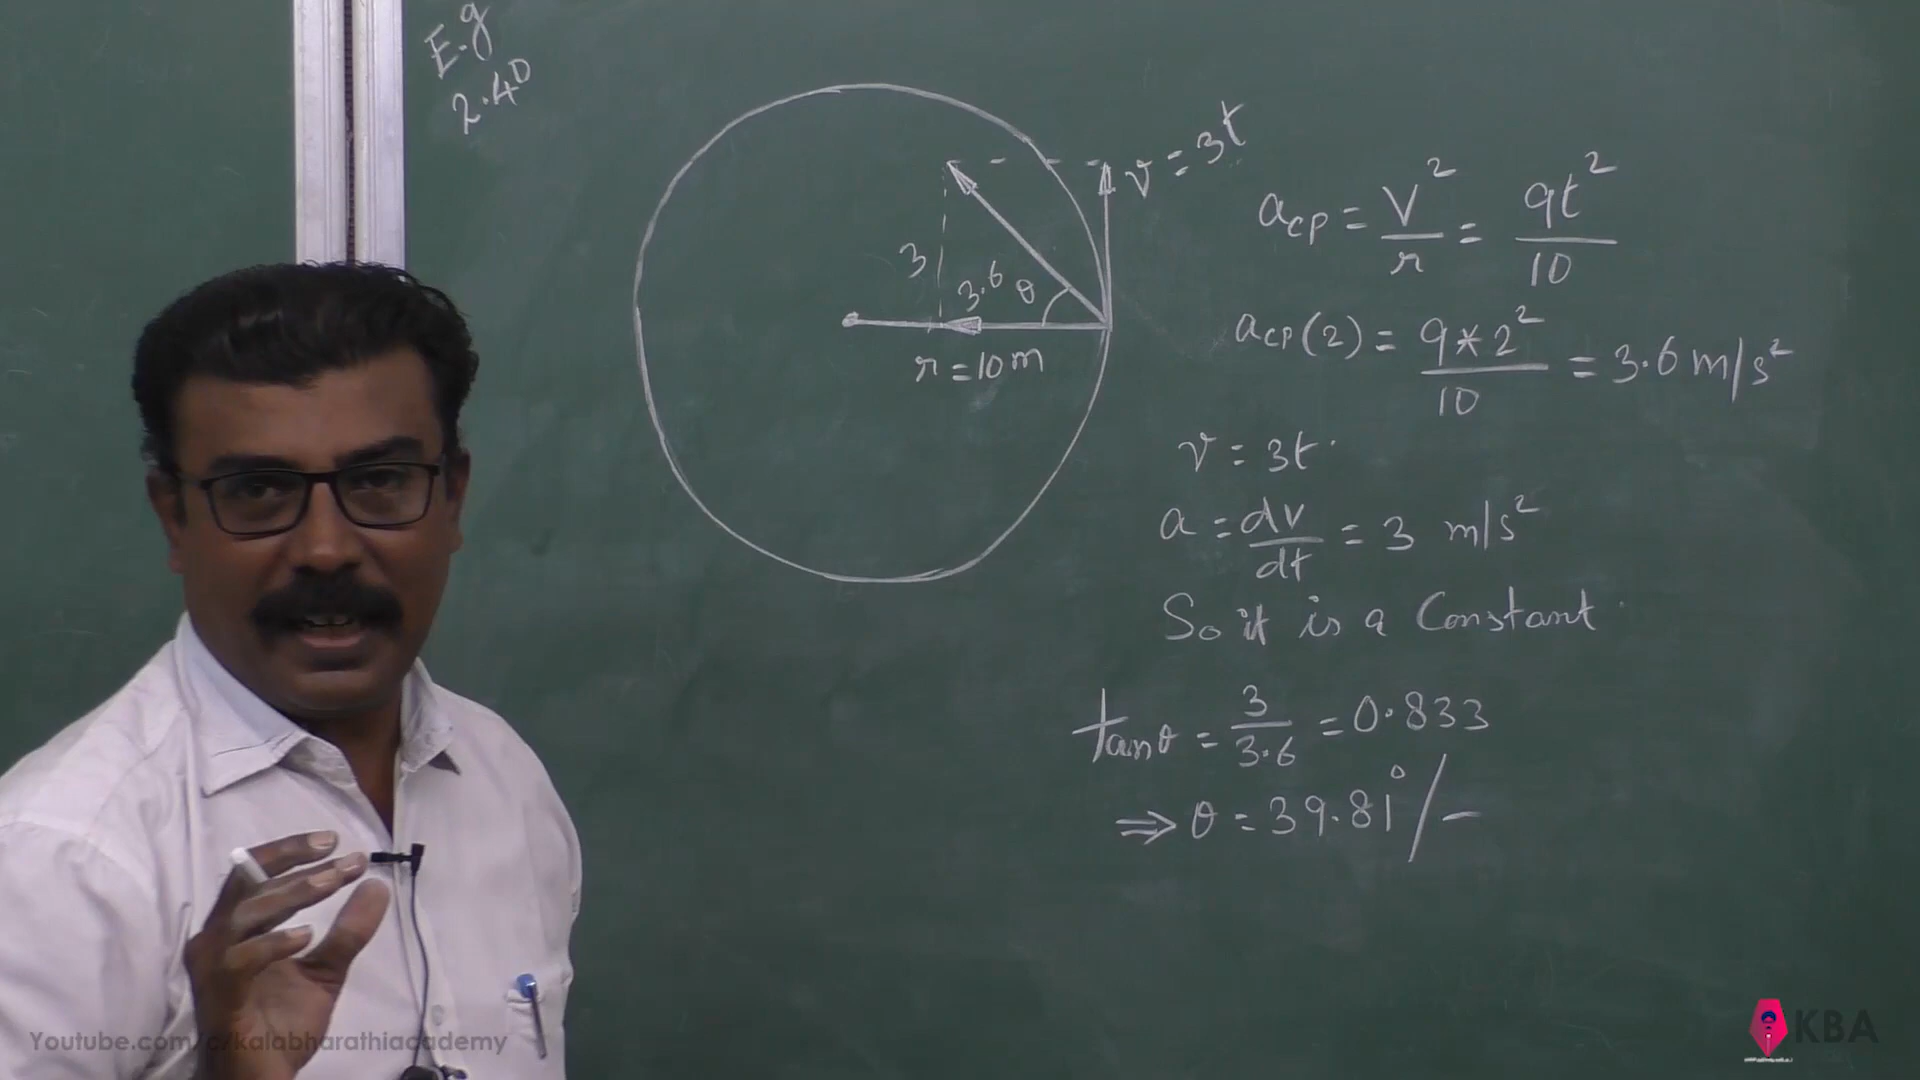 E.g
2.40
v = 3t
3
3.6
θ
r = 10m
a_cp = V²/r = 9t²/10
a_cp(2) = 9*2²/10 = 3.6 m/s²
v = 3t
a = dv/dt = 3 m/s²
So it is a Constant
tanθ = 3/3.6 = 0.833
⇒ θ = 39.81° /–
Youtube.com/c/kalabharathiacademy
KBA